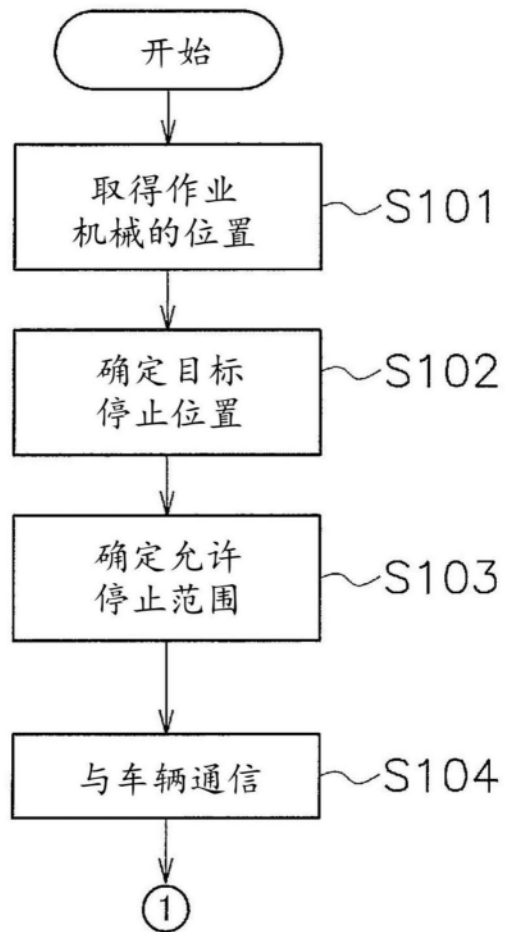 开始
取得作业
机械的位置
S101
确定目标
停止位置
S102
确定允许
停止范围
S103
与车辆通信
S104
1